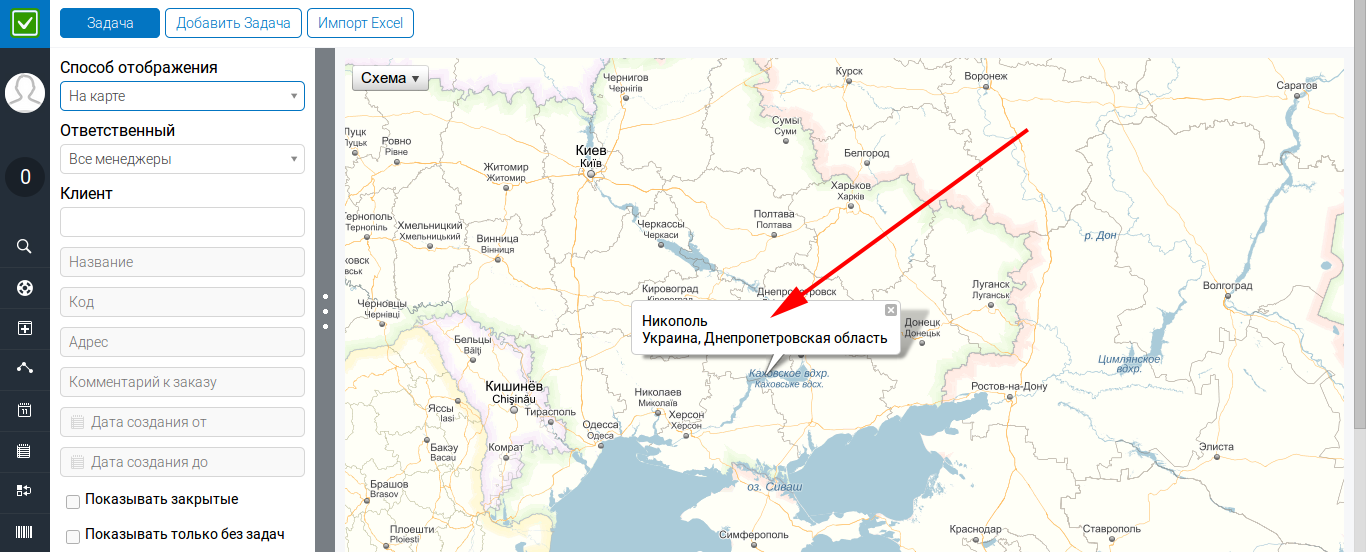 Задача
Добавить Задача
Импорт Excel
Способ отображения
На карте
Ответственный
Все менеджеры
0
Клиент
Название
Код
Адрес
Комментарий к заказу
Дата создания от
11
Дата создания до
Показывать закрытые
Показывать только без задач
Схема
Чернигов
Чернігів
Курск
Воронеж
Саратов
Сумы
Суми
Луцк
Луцьк
Ровно
Рівне
Киев
Київ
Житомир
Житомир
Белгород
Харьков
Харків
Тернополь
Тернопіль
Хмельницкий
Хмельницький
Винница
Вінниця
Черкассы
Черкаси
Полтава
Полтава
р. Дон
Кировоград
Луганск
Луганськ
Волгоград
Черновцы
Чернівці
Никополь
Украина, Днепропетровская область
Донецк
Донецьк
Бельцы
Bălţi
Каховское вдхр.
Каховське вдсх.
Цимлянское
вдхр.
Кишинёв
Chişinău
Николаев
Миколаїв
Ростов-на-Дону
Яссы
Iasi
Тирасполь
Херсон
Херсон
Одесса
Одеса
Бакэу
Bacau
Комрат
Элиста
Брашов
Brasov
оз. Сиваш
Плоешти
Ploiesti
Симферополь
Краснодар
Ставрополь